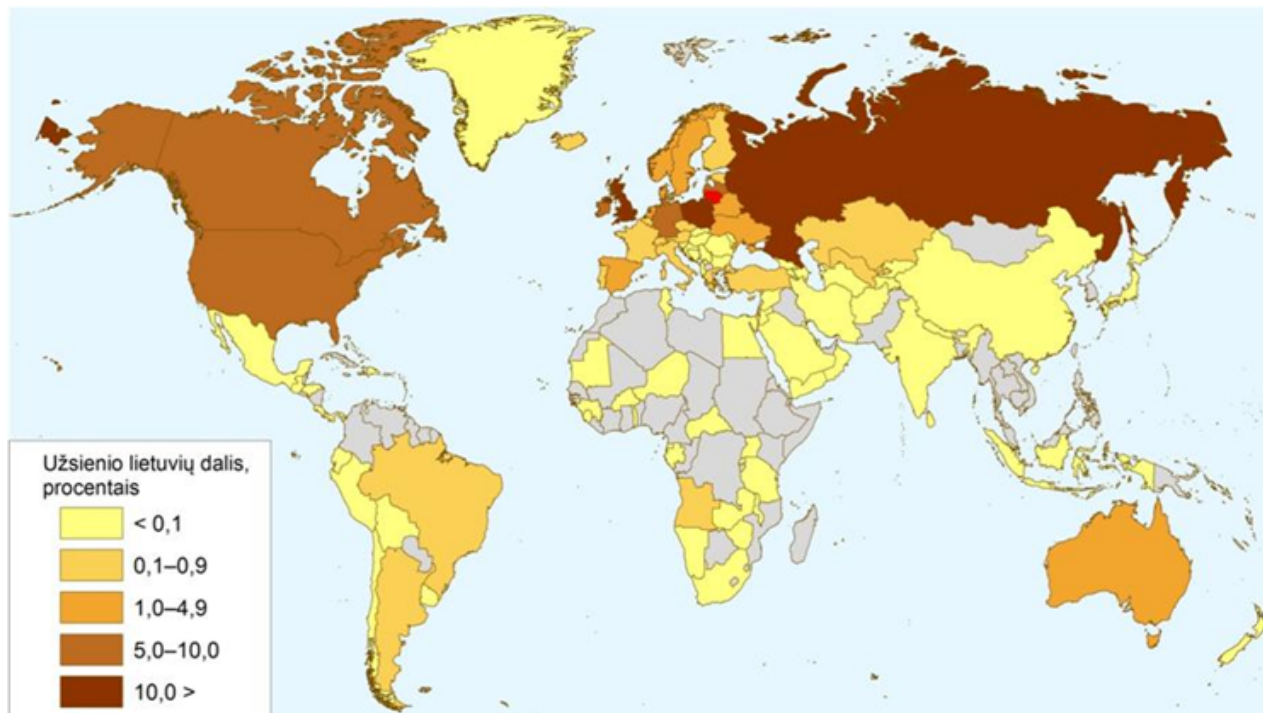 Užsienio lietuvių dalis,
procentais
< 0,1
0,1–0,9
1,0–4,9
5,0–10,0
10,0 >